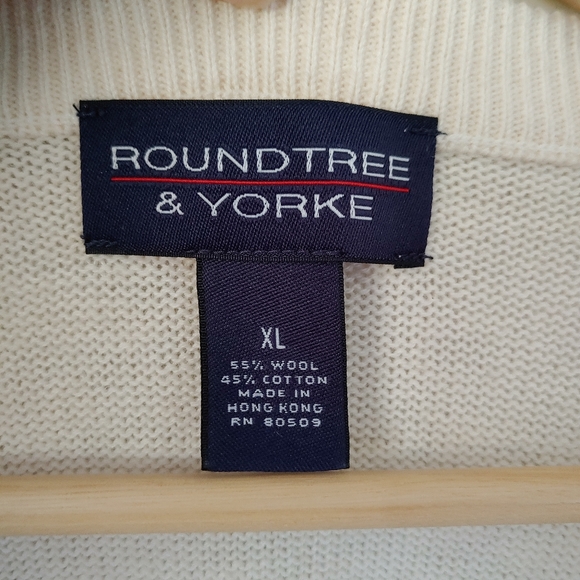 ROUNDTREE
& YORKE
XL
55% WOOL
45% COTTON
MADE IN
HONG KONG
RN 80509